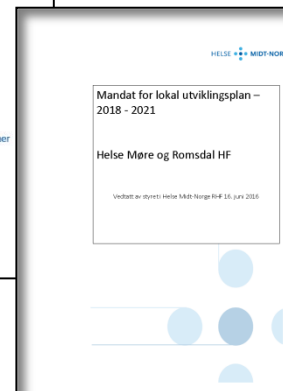 HELSE MIDT-NOR
Mandat for lokal utviklingsplan –
2018 - 2021
Helse Møre og Romsdal HF
Vedtatt av styret i Helse Midt-Norge RHF 16. juni 2016
er